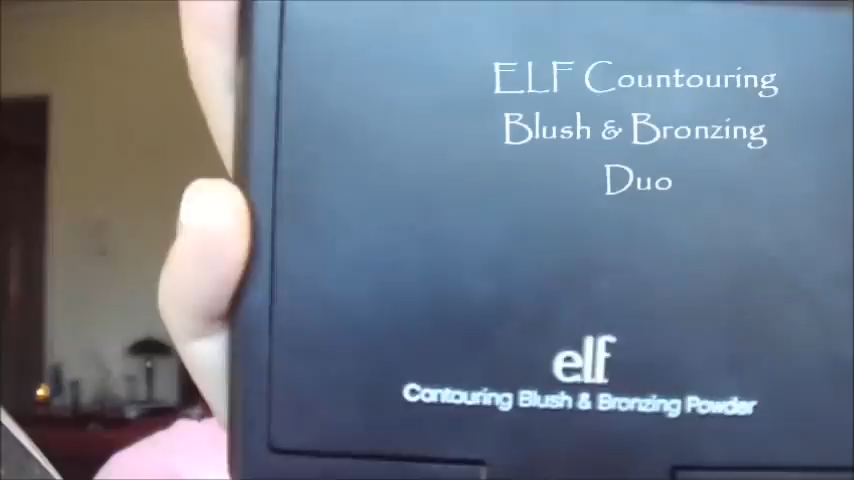 ELF Countouring
Blush & Bronzing
Duo
elf
Contouring Blush & Bronzing Powder